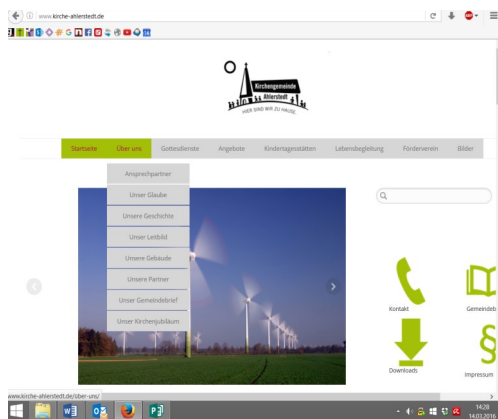 www.kirche-ahlerstedt.de
Kirchengemeinde
Ahlerstedt
HIER SIND WIR ZU HAUSE
Startseite Über uns Gottesdienste Angebote Kindertagesstätten Lebensbegleitung Förderverein Bilder
Ansprechpartner
Unser Glaube
Unsere Geschichte
Unser Leitbild
Unsere Gebäude
Unsere Partner
Unser Gemeindebrief
Unser Kirchenjubiläum
Kontakt Gemeindeb
Downloads Impressum
www.kirche-ahlerstedt.de/über-uns/
14:28
14.03.2016